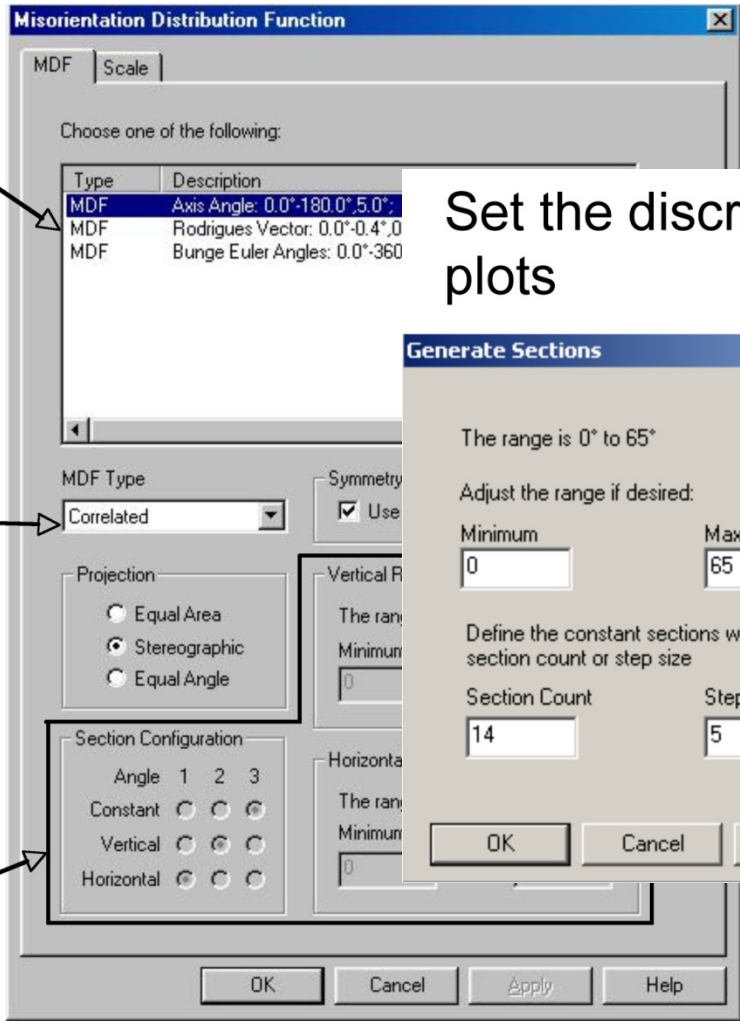 Misorientation Distribution Function
MDF Scale
Choose one of the following:
Type Description
MDF Axis Angle: 0.0°-180.0°,5.0°;
MDF Rodrigues Vector: 0.0°-0.4°,0
MDF Bunge Euler Angles: 0.0°-360
MDF Type
Correlated
Symmetry
Use
Projection
Equal Area
Stereographic
Equal Angle
Vertical R
The ran
Minimum
0
Section Configuration
Angle 1 2 3
Constant
Vertical
Horizontal
Horizonta
The ran
Minimum
0
OK Cancel Apply Help
Set the discr
plots
Generate Sections
The range is 0° to 65°
Adjust the range if desired:
Minimum Max
0 65
Define the constant sections w
section count or step size
Section Count Step
14 5
OK Cancel